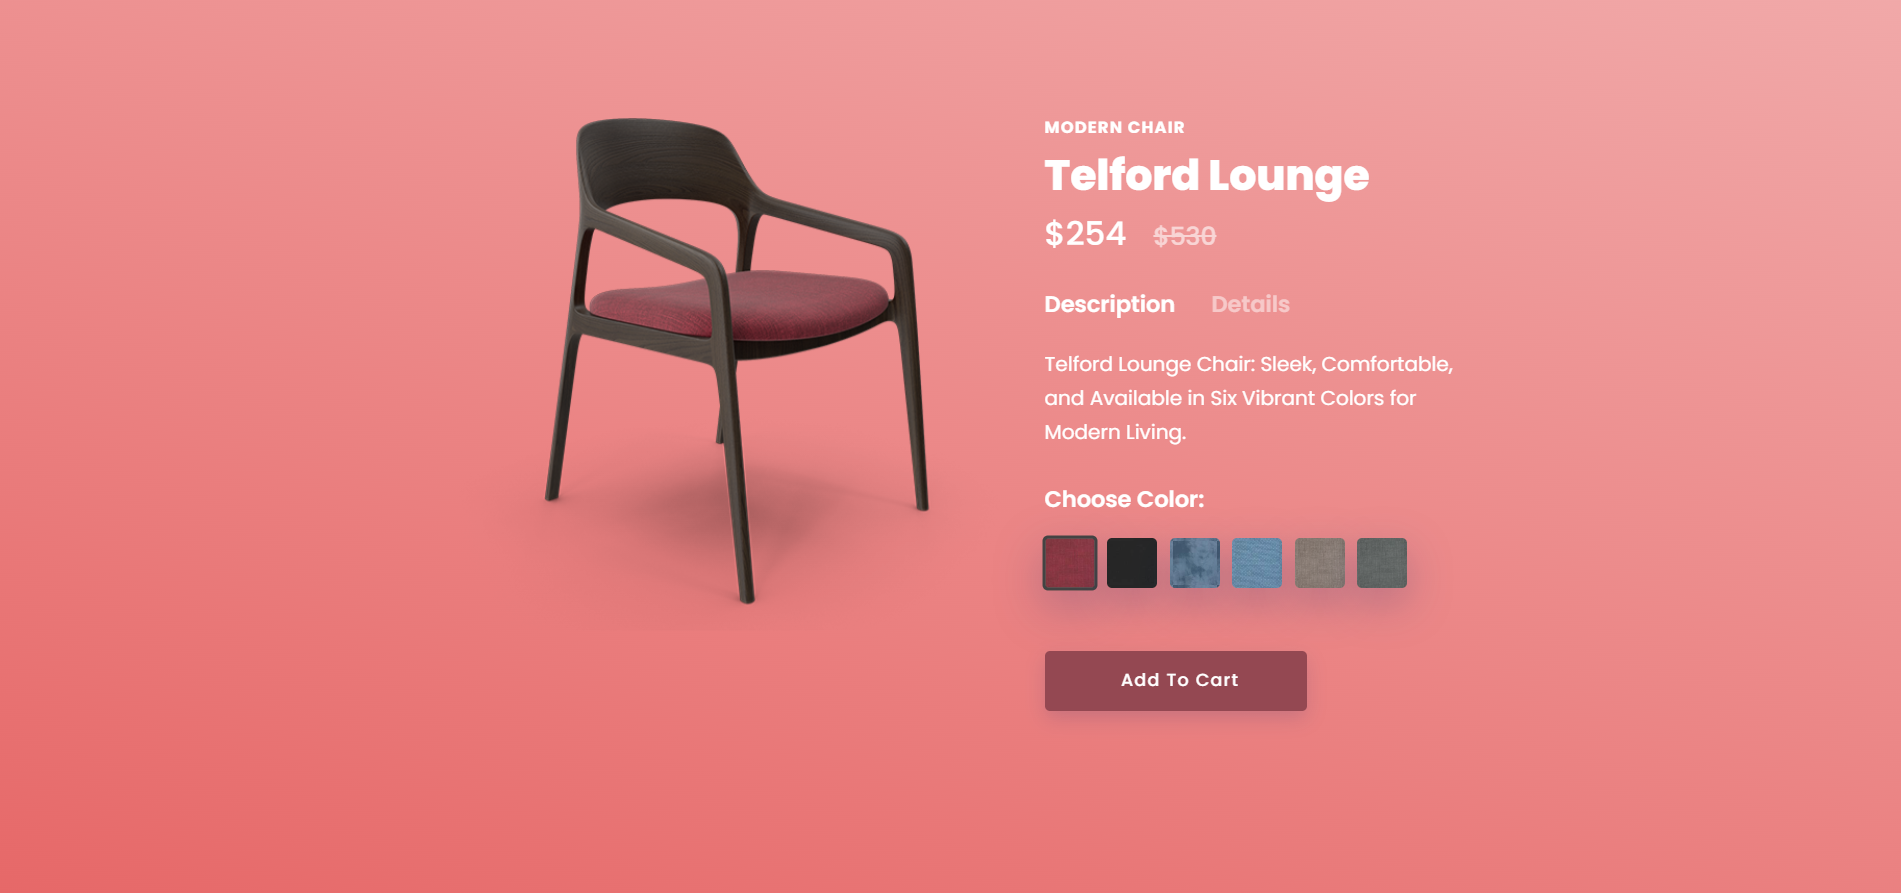 MODERN CHAIR
Telford Lounge
$254 $530
Description Details
Telford Lounge Chair: Sleek, Comfortable,
and Available in Six Vibrant Colors for
Modern Living.
Choose Color:
Add To Cart